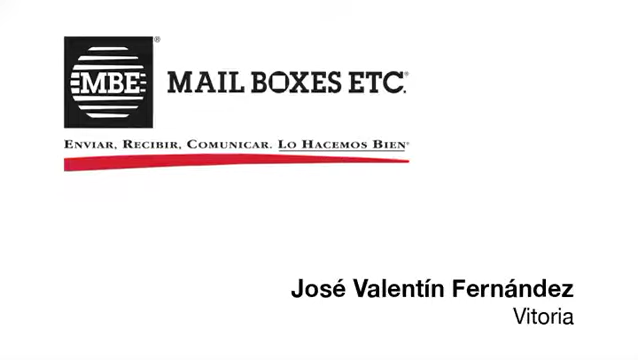 MBE®
MAIL BOXES ETC.®
ENVIAR, RECIBIR, COMUNICAR. LO HACEMOS BIEN®
José Valentín Fernández
Vitoria